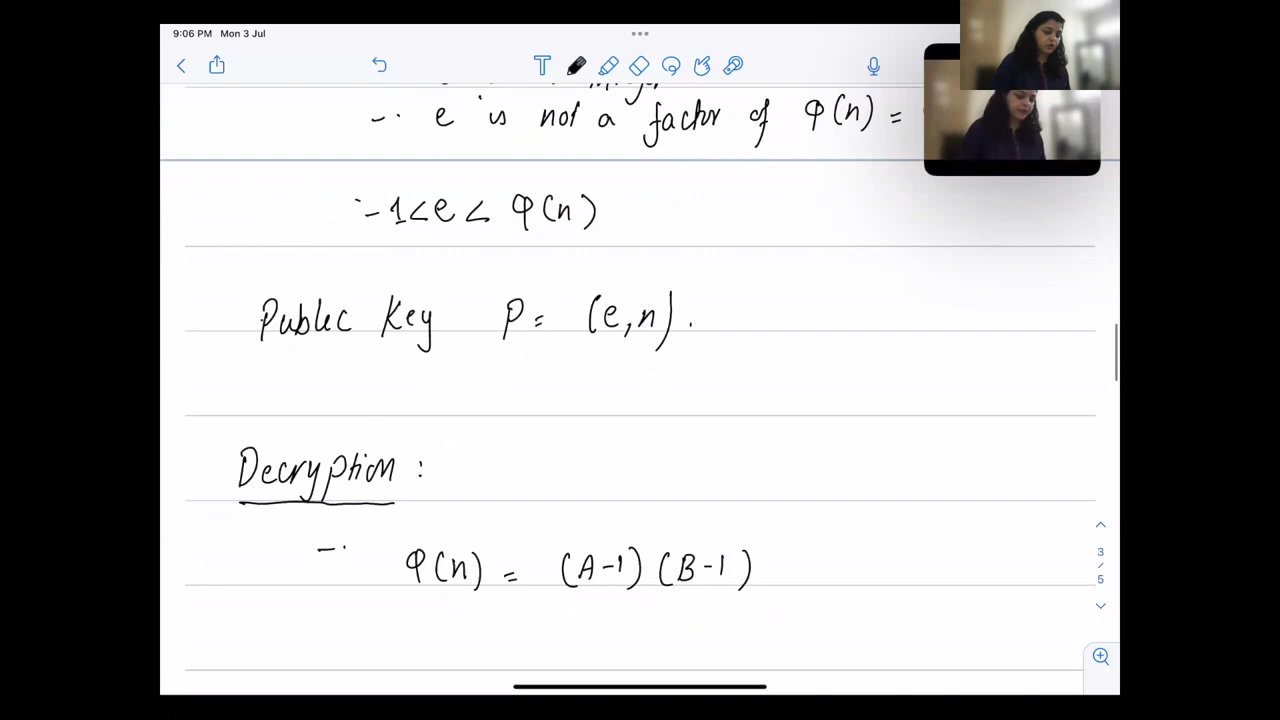 9:06 PM Mon 3 Jul
-· e is not a factor of φ(n) =
- 1<e< φ(n)
Public Key P= (e,n).
Decryption :
-· φ(n) = (A-1) (B-1)
3
/
5